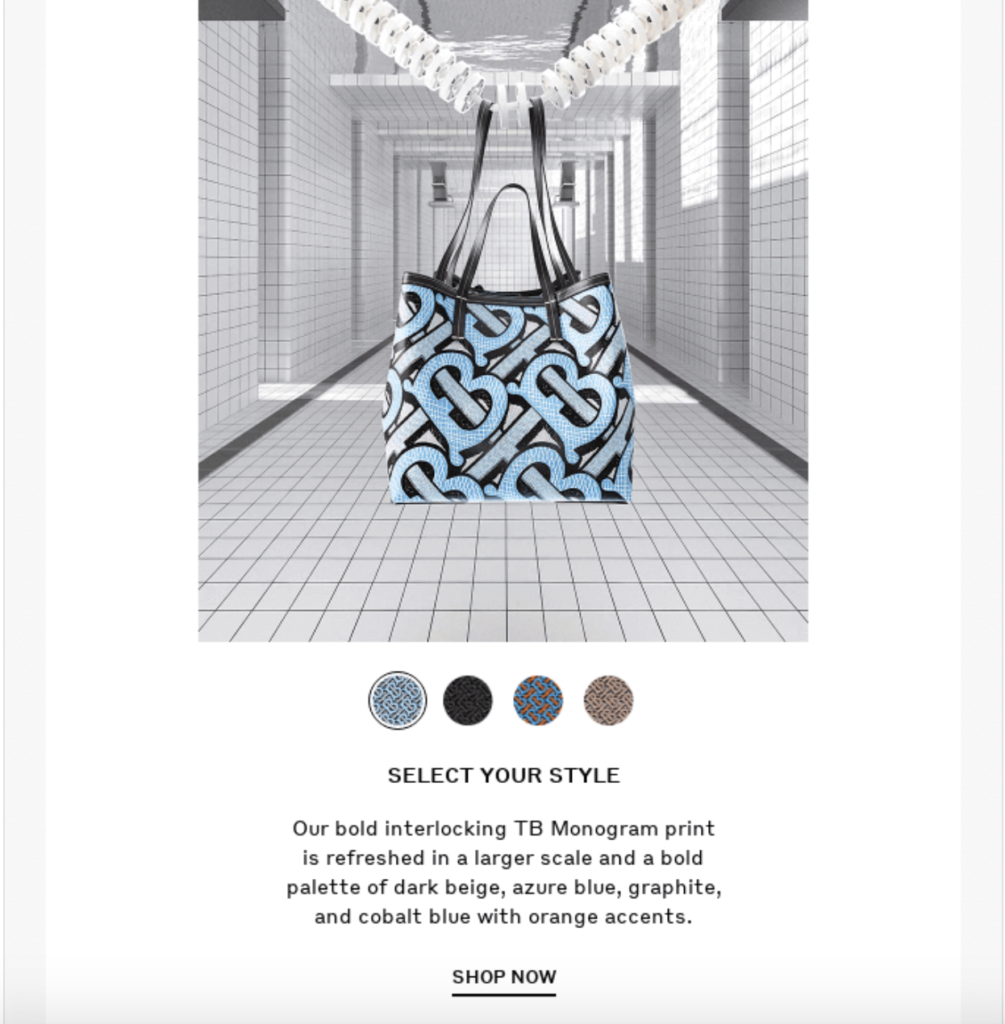 SELECT YOUR STYLE
Our bold interlocking TB Monogram print
is refreshed in a larger scale and a bold
palette of dark beige, azure blue, graphite,
and cobalt blue with orange accents.
SHOP NOW